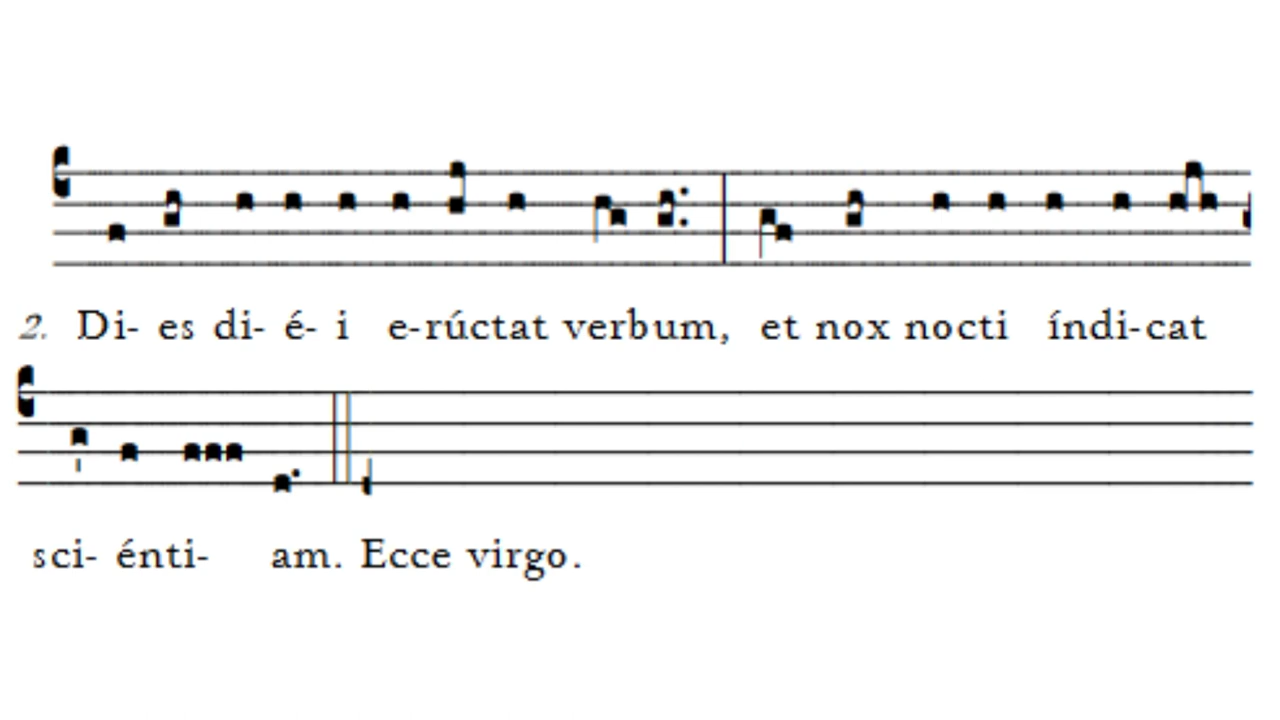 2. Di- es di- é- i e-rúctat verbum, et nox nocti índi-cat
sci- énti- am. Ecce virgo.